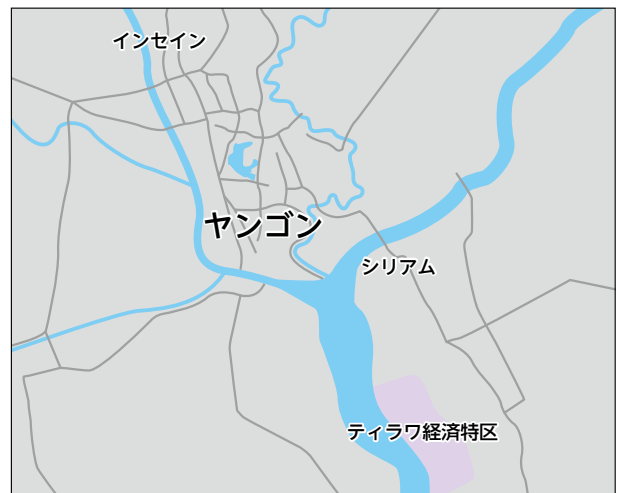 インセイン
ヤンゴン
シリアム
ティラワ経済特区